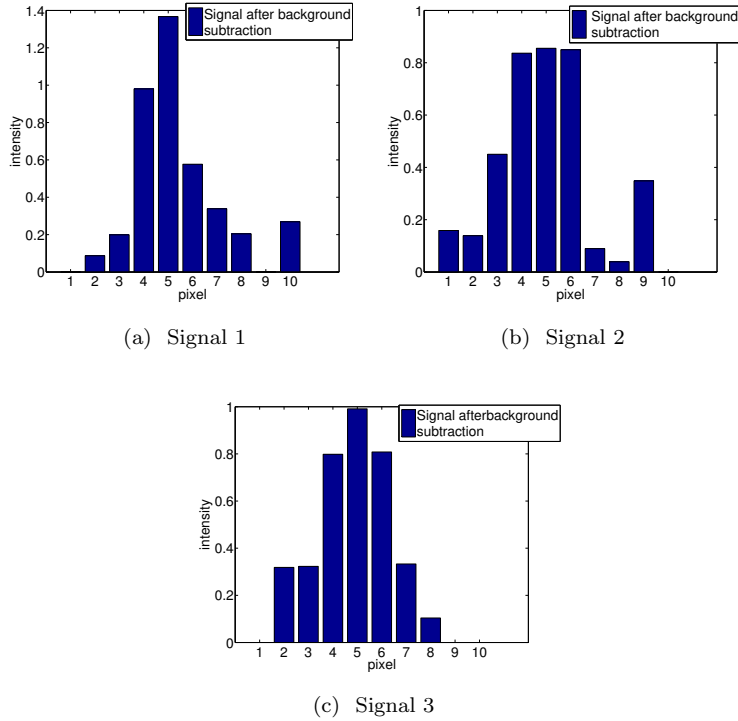 Signal after background
subtraction
1.4
1.2
1
0.8
0.6
0.4
0.2
0
intensity
1 2 3 4 5 6 7 8 9 10
pixel
(a) Signal 1
Signal after background
subtraction
1
0.8
0.6
0.4
0.2
0
intensity
1 2 3 4 5 6 7 8 9 10
pixel
(b) Signal 2
Signal afterbackground
subtraction
1
0.8
0.6
0.4
0.2
0
intensity
1 2 3 4 5 6 7 8 9 10
pixel
(c) Signal 3